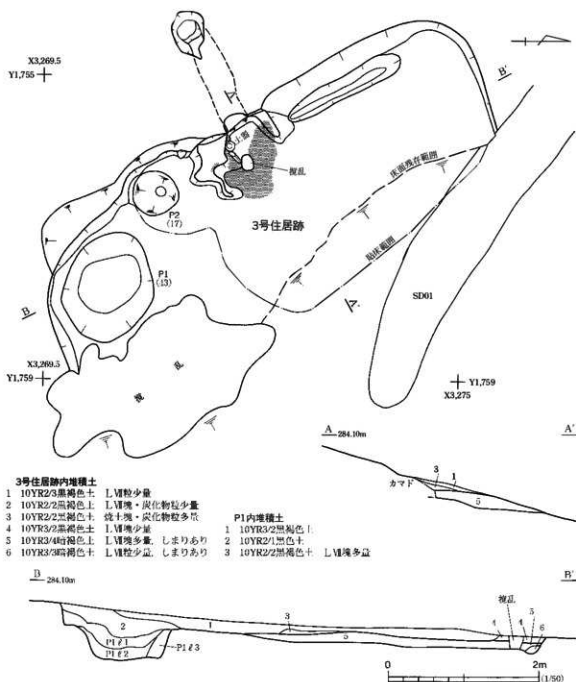 X3,269.5
Y1,755
B′
A
土器
攪乱
床面残存範囲
3号住居跡
貼床範囲
P2
(17)
P1
(43)
A′
SD01
B
X3,269.5
Y1,759
攪乱
Y1,759
X3,275
A 284.10m A′
3 1
カマド
5
3号住居跡内堆積土
1 10YR2/3黒褐色土 LⅦ粒少量
2 10YR2/2黒褐色土 LⅦ塊・炭化物粒少量
3 10YR2/2黒褐色土 焼土塊・炭化物粒多量
4 10YR3/2黒褐色土 LⅦ塊少量
5 10YR3/4暗褐色土 LⅦ塊多量、しまりあり
6 10YR3/3暗褐色土 LⅦ粒少量、しまりあり
P1内堆積土
1 10YR3/2黒褐色土
2 10YR2/1黒色土
3 10YR2/2黒褐色土 LⅦ塊多量
B 284.10m B′
攪乱
2 1 3 5 4 4 5 6
P1ℓ1
P1ℓ2
P1ℓ3
0 2m
(1/50)